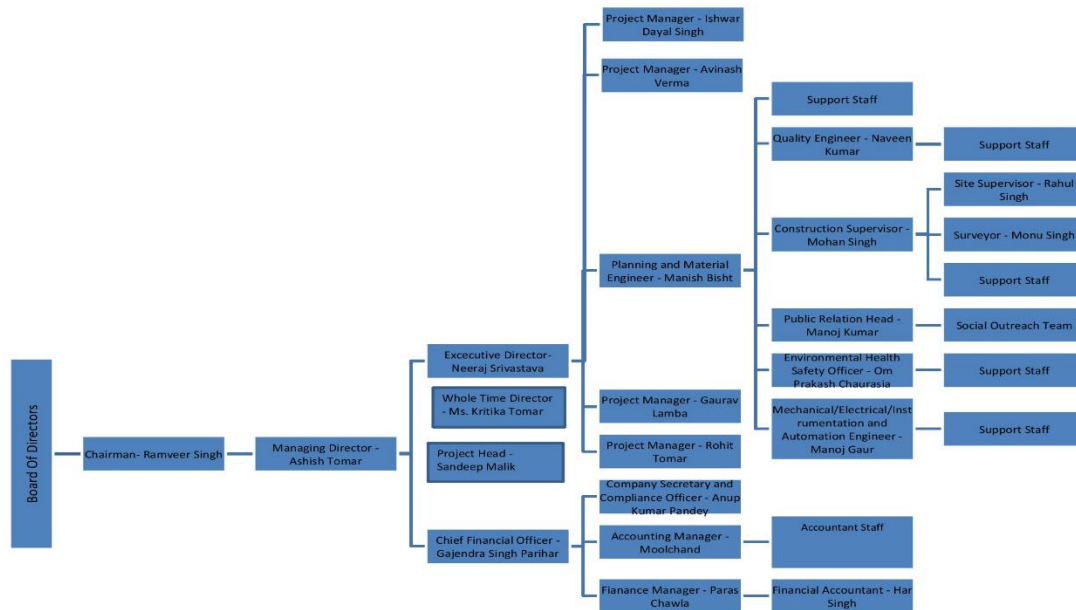 Board Of Directors
Chairman- Ramveer Singh
Managing Director -
Ashish Tomar
Excecutive Director-
Neeraj Srivastava
Whole Time Director
- Ms. Kritika Tomar
Project Head -
Sandeep Malik
Chief Financial Officer -
Gajendra Singh Parihar
Project Manager - Ishwar
Dayal Singh
Project Manager - Avinash
Verma
Planning and Material
Engineer - Manish Bisht
Project Manager - Gaurav
Lamba
Project Manager - Rohit
Tomar
Company Secretary and
Compliance Officer - Anup
Kumar Pandey
Accounting Manager -
Moolchand
Fianance Manager - Paras
Chawla
Support Staff
Quality Engineer - Naveen
Kumar
Construction Supervisor -
Mohan Singh
Public Relation Head -
Manoj Kumar
Environmental Health
Safety Officer - Om
Prakash Chaurasia
Mechanical/Electrical/Inst
rumentation and
Automation Engineer -
Manoj Gaur
Accountant Staff
Financial Accountant - Har
Singh
Support Staff
Site Supervisor - Rahul
Singh
Surveyor - Monu Singh
Support Staff
Social Outreach Team
Support Staff
Support Staff